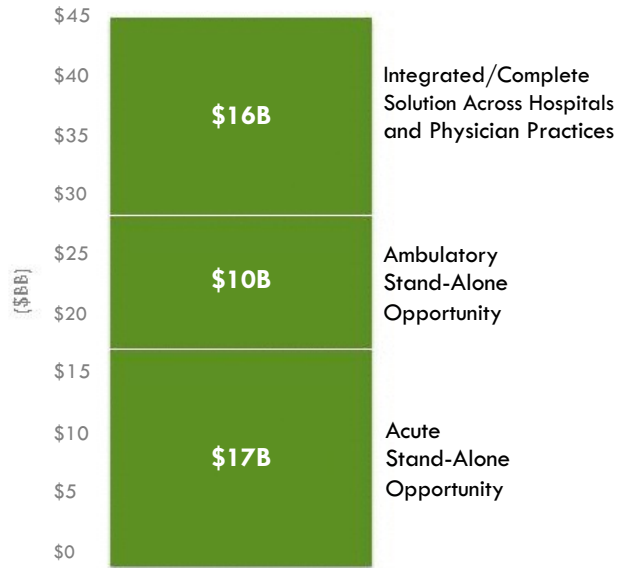 $45
$40
$35
$30
$25
$20
$15
$10
$5
$0
($BB)
$16B
$10B
$17B
Integrated/Complete
Solution Across Hospitals
and Physician Practices
Ambulatory
Stand-Alone
Opportunity
Acute
Stand-Alone
Opportunity